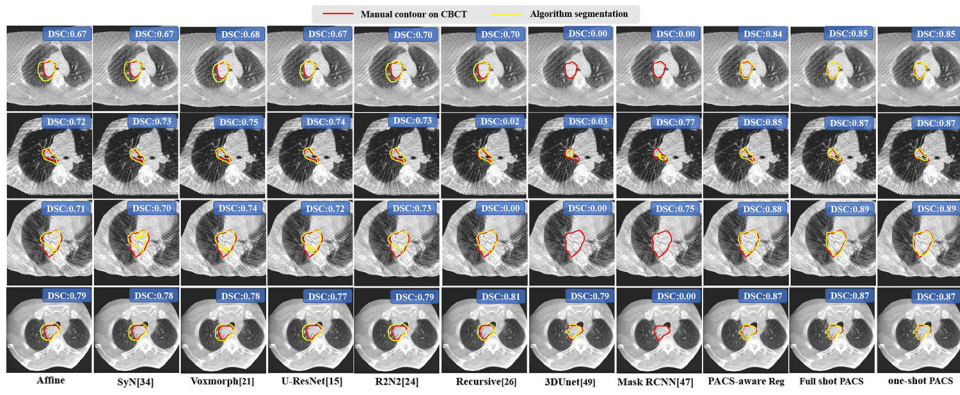 Manual contour on CBCT Algorithm segmentation
DSC:0.67 DSC:0.67 DSC:0.68 DSC:0.67 DSC:0.70 DSC:0.70 DSC:0.00 DSC:0.00 DSC:0.84 DSC:0.85 DSC:0.85
DSC:0.72 DSC:0.73 DSC:0.75 DSC:0.74 DSC:0.73 DSC:0.02 DSC:0.03 DSC:0.77 DSC:0.85 DSC:0.87 DSC:0.87
DSC:0.71 DSC:0.70 DSC:0.74 DSC:0.72 DSC:0.73 DSC:0.00 DSC:0.00 DSC:0.75 DSC:0.88 DSC:0.89 DSC:0.89
DSC:0.79 DSC:0.78 DSC:0.78 DSC:0.77 DSC:0.79 DSC:0.81 DSC:0.79 DSC:0.00 DSC:0.87 DSC:0.87 DSC:0.87
Affine SyN[34] Voxmorph[21] U-ResNet[15] R2N2[24] Recursive[26] 3DUnet[49] Mask RCNN[47] PACS-aware Reg Full shot PACS one-shot PACS